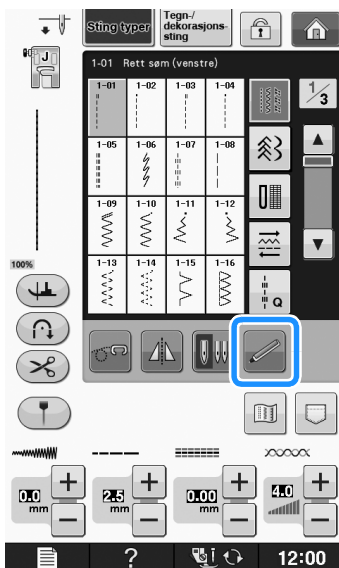 Sting typer
Tegn-/
dekorasjons-
sting
J
1-01 Rett søm (venstre)
1-01 1-02 1-03 1-04
1/3
1-05 1-06 1-07 1-08
1-09 1-10 1-11 1-12
1-13 1-14 1-15 1-16
Q
100%
0.0 mm
2.5 mm
0.00 mm
4.0
?
12:00